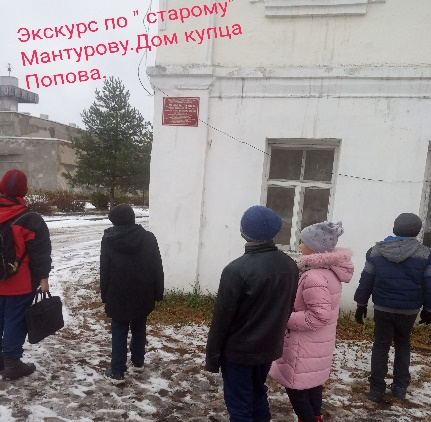 Экскурс по " старому"
Мантурову.Дом купца
Попова.